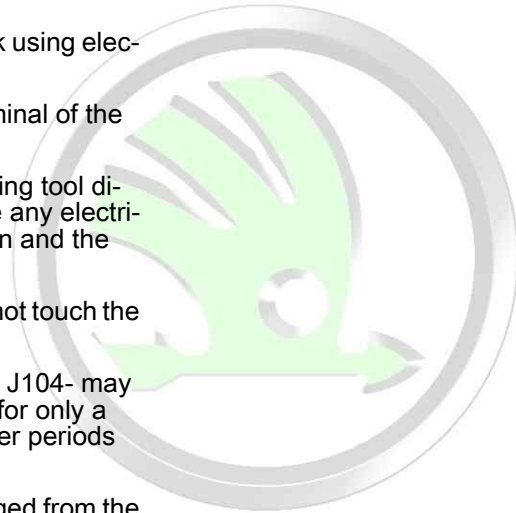 k using elec-
minal of the
ing tool di-
e any electri-
n and the
not touch the
J104- may
for only a
er periods
ged from the